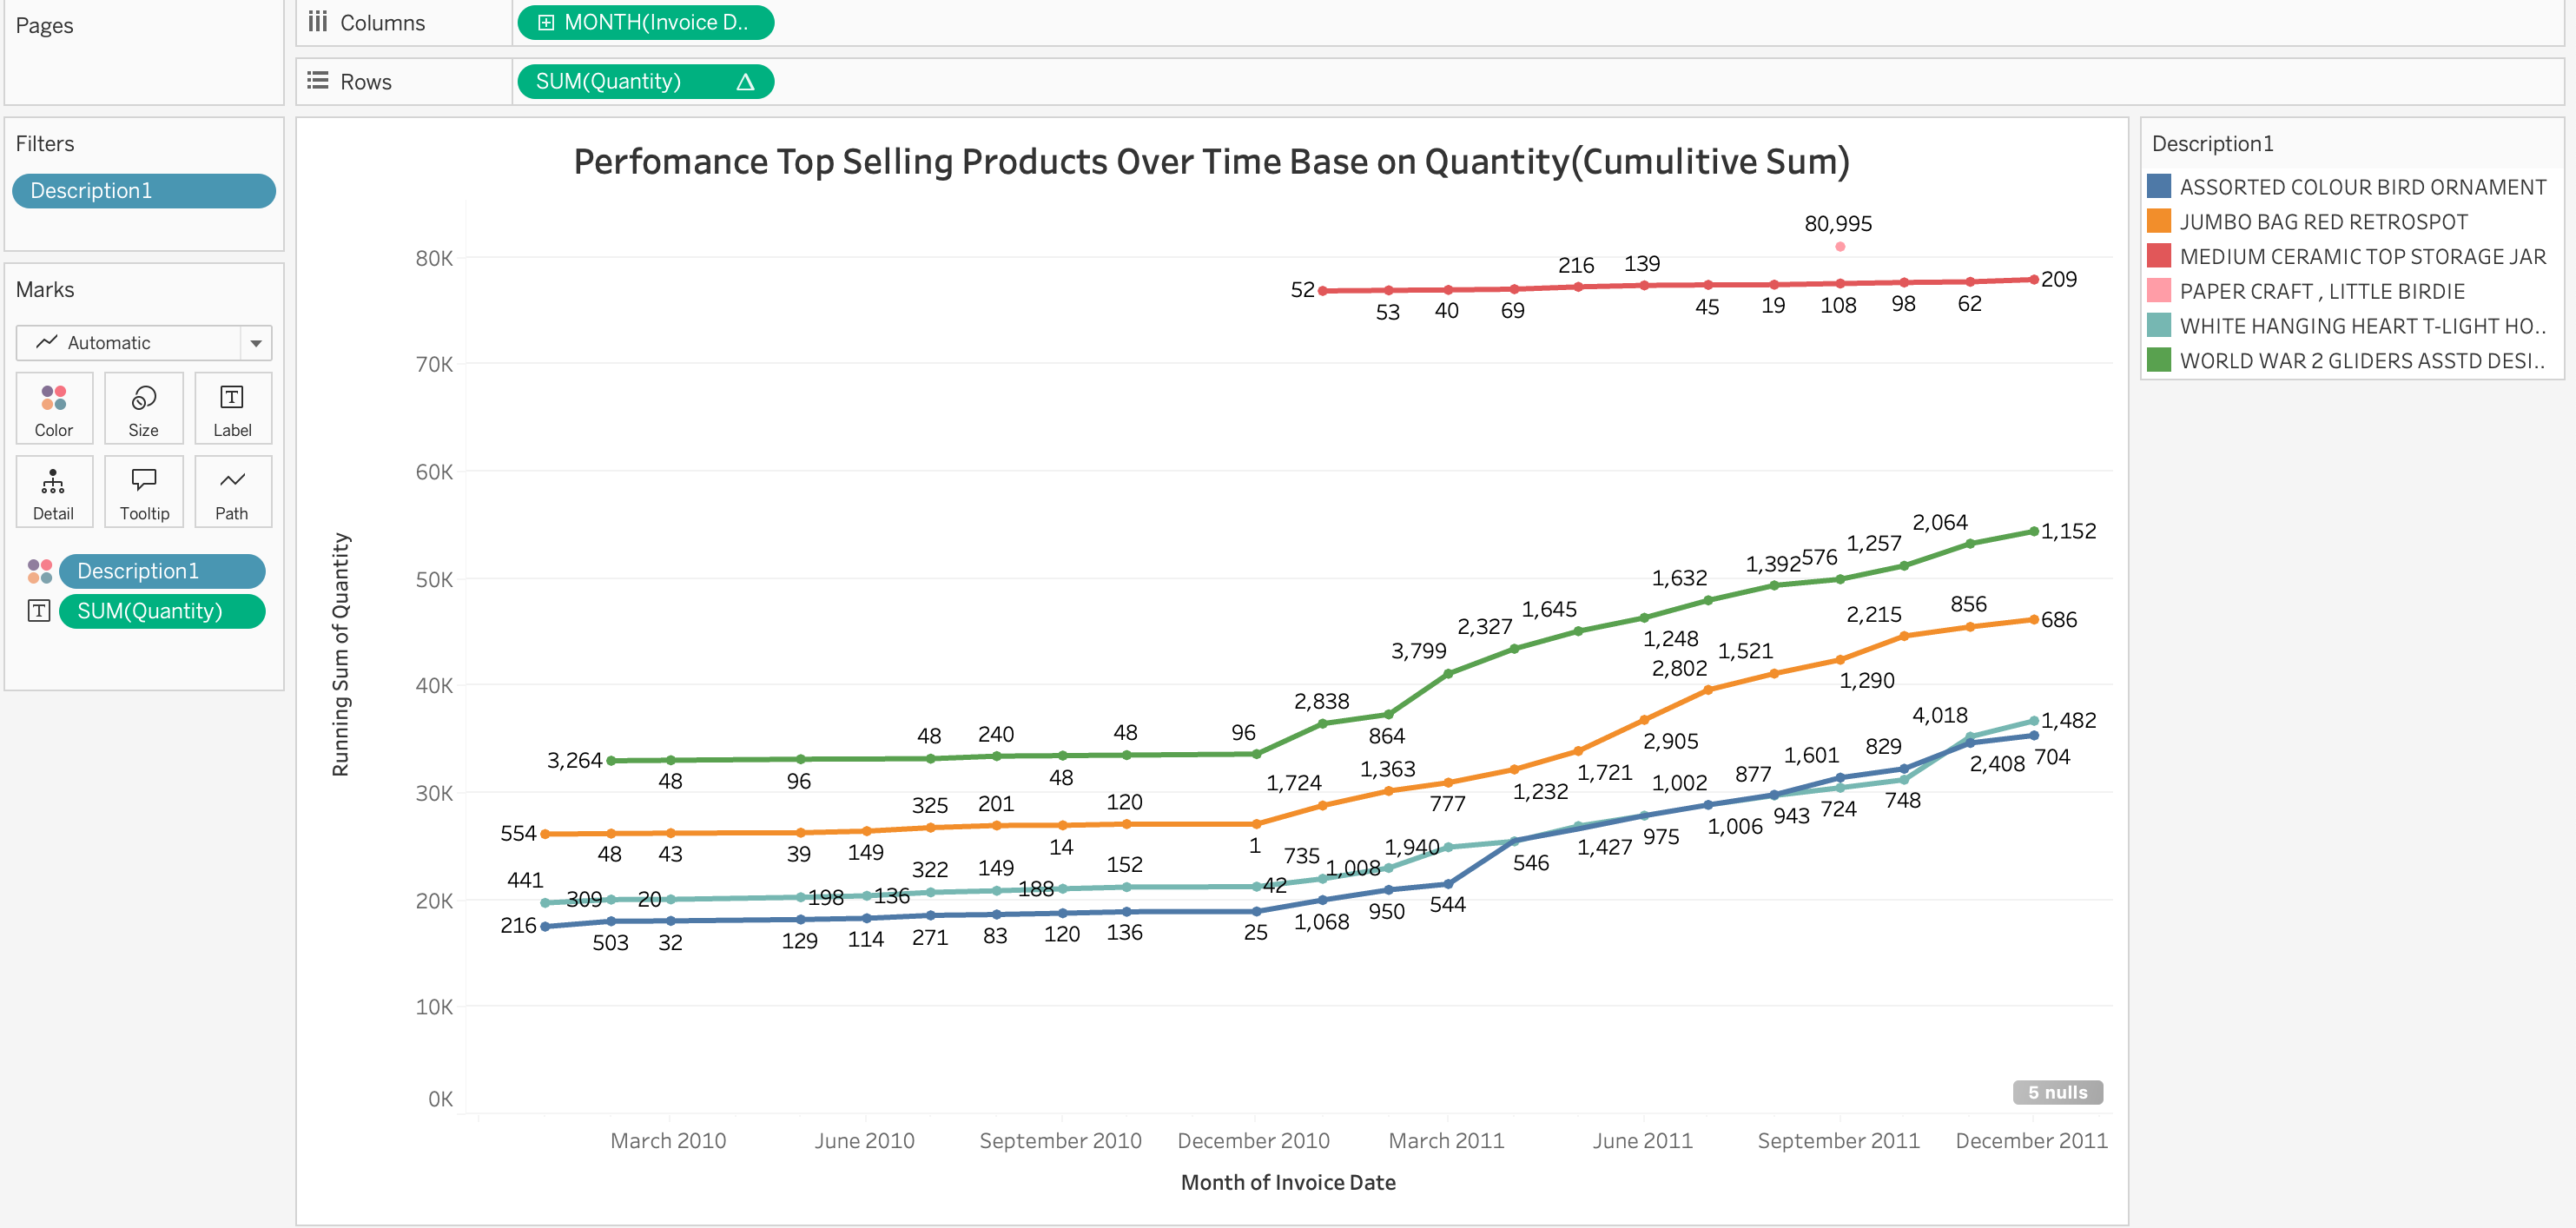 Pages
Columns
MONTH(Invoice D..
Rows
SUM(Quantity)
Filters
Description1
Marks
Automatic
Color
Size
Label
Detail
Tooltip
Path
Description1
SUM(Quantity)
Perfomance Top Selling Products Over Time Base on Quantity(Cumulitive Sum)
Running Sum of Quantity
80K
70K
60K
50K
40K
30K
20K
10K
0K
80,995
216 139
52 209
53 40 69 45 19 108 98 62
2,064
1,257 1,152
1,392 576
1,632
1,645
2,327
3,799
2,838
864
1,248
3,264 48 240 48 96
48 96 48
856
2,215 686
1,521
2,802
1,290
2,905
1,721
1,232
1,724 1,363
777
325 201 120
554
48 43 39 149 14 1
4,018 1,482
1,601 829
2,408 704
1,002 877
1,006 943 724 748
1,427 975
546
735 1,008 1,940
441 322 149 152
309 20 198 136 188 42
216
503 32 129 114 271 83 120 136 25 1,068 950 544
5 nulls
March 2010 June 2010 September 2010 December 2010 March 2011 June 2011 September 2011 December 2011
Month of Invoice Date
Description1
ASSORTED COLOUR BIRD ORNAMENT
JUMBO BAG RED RETROSPOT
MEDIUM CERAMIC TOP STORAGE JAR
PAPER CRAFT , LITTLE BIRDIE
WHITE HANGING HEART T-LIGHT HO..
WORLD WAR 2 GLIDERS ASSTD DESI..